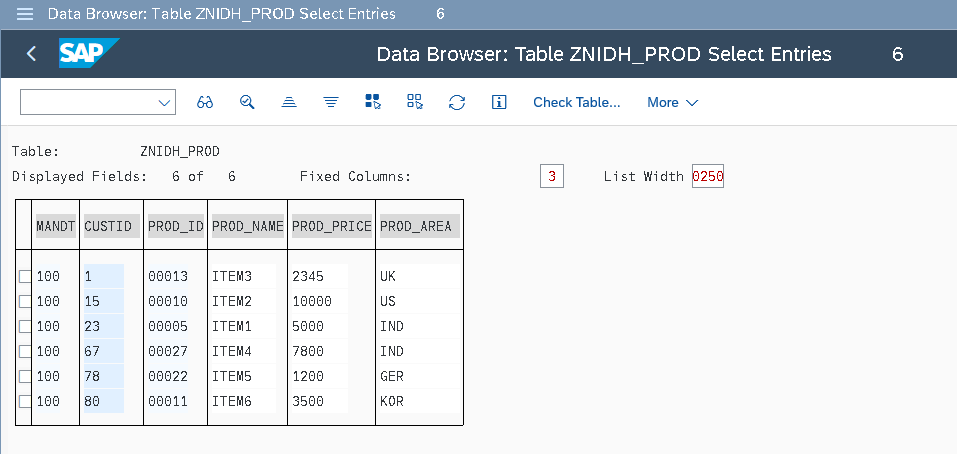 Data Browser: Table ZNIDH_PROD Select Entries 6
SAP Data Browser: Table ZNIDH_PROD Select Entries 6
Check Table... More
Table: ZNIDH_PROD
Displayed Fields: 6 of 6 Fixed Columns: 3 List Width 0250
MANDT CUSTID PROD_ID PROD_NAME PROD_PRICE PROD_AREA
100 1 00013 ITEM3 2345 UK
100 15 00010 ITEM2 10000 US
100 23 00005 ITEM1 5000 IND
100 67 00027 ITEM4 7800 IND
100 78 00022 ITEM5 1200 GER
100 80 00011 ITEM6 3500 KOR